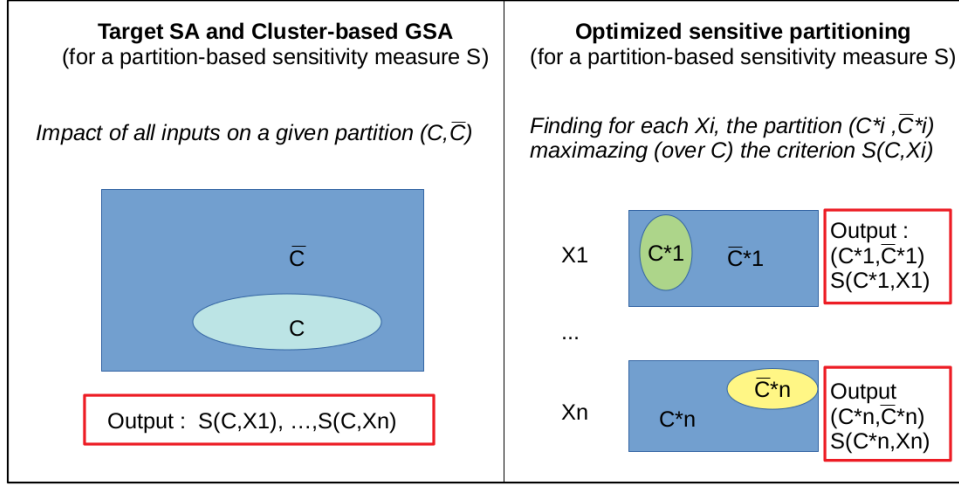 Target SA and Cluster-based GSA
(for a partition-based sensitivity measure S)
Impact of all inputs on a given partition (C,C̅)
C̅
C
Output : S(C,X1), ...,S(C,Xn)
Optimized sensitive partitioning
(for a partition-based sensitivity measure S)
Finding for each Xi, the partition (C*i ,C̅*i)
maximazing (over C) the criterion S(C,Xi)
X1
C*1
C̅*1
Output :
(C*1,C̅*1)
S(C*1,X1)
...
Xn
C*n
C̅*n
Output
(C*n,C̅*n)
S(C*n,Xn)